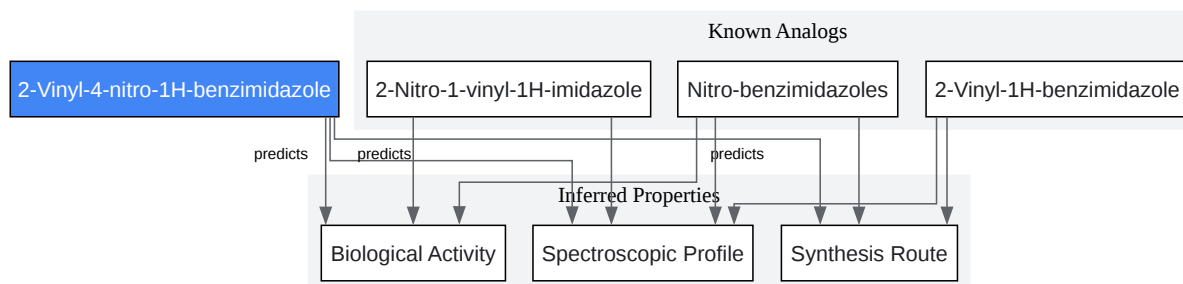 Known Analogs
2-Vinyl-4-nitro-1H-benzimidazole
2-Nitro-1-vinyl-1H-imidazole
Nitro-benzimidazoles
2-Vinyl-1H-benzimidazole
predicts
predicts
predicts
Inferred Properties
Biological Activity
Spectroscopic Profile
Synthesis Route